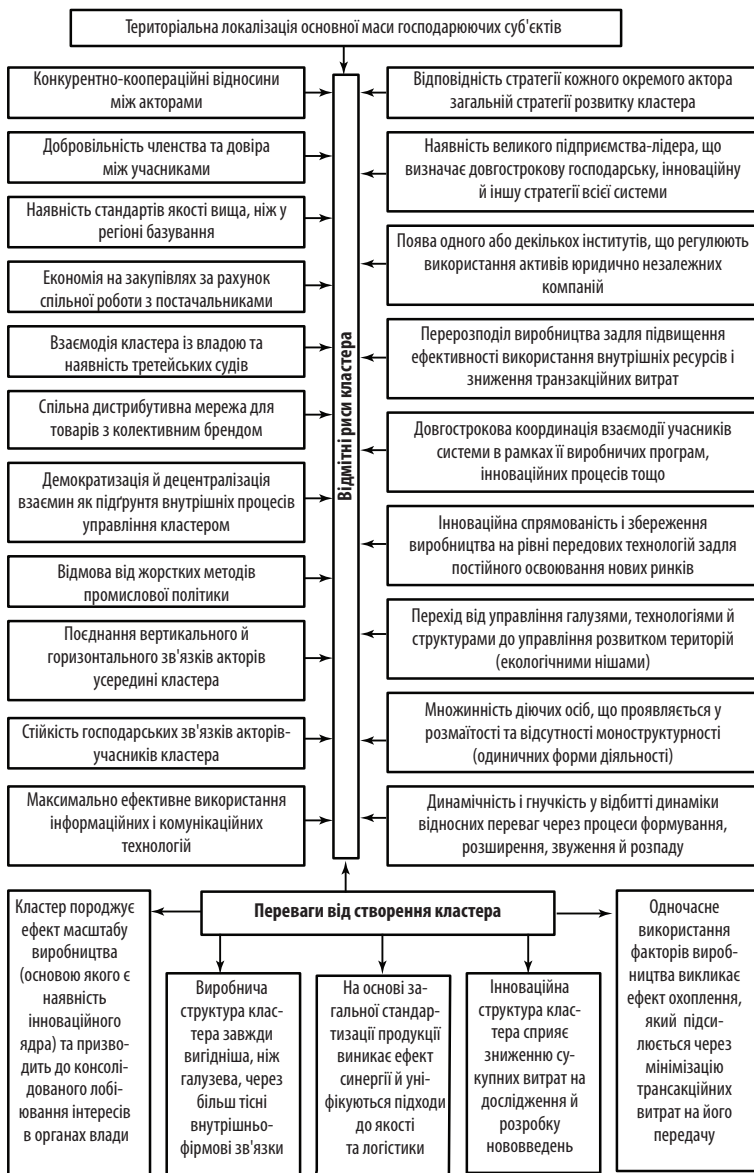 Територіальна локалізація основної маси господарюючих суб'єктів
Конкурентно-коопераційні відносини
між акторами
Добровільність членства та довіра
між учасниками
Наявність стандартів якості вища, ніж у
регіоні базування
Економія на закупівлях за рахунок
спільної роботи з постачальниками
Взаємодія кластера із владою та
наявність третейських судів
Спільна дистрибутивна мережа для
товарів з колективним брендом
Демократизація й децентралізація
взаємин як підґрунтя внутрішніх процесів
управління кластером
Відмова від жорстких методів
промислової політики
Поєднання вертикального й
горизонтального зв'язків акторів
усередині кластера
Стійкість господарських зв'язків акторів-
учасників кластера
Максимально ефективне використання
інформаційних і комунікаційних
технологій
Відмітні риси кластера
Відповідність стратегії кожного окремого актора
загальній стратегії розвитку кластера
Наявність великого підприємства-лідера, що
визначає довгострокову господарську, інноваційну
й іншу стратегії всієї системи
Поява одного або декількох інститутів, що регулюють
використання активів юридично незалежних
компаній
Перерозподіл виробництва задля підвищення
ефективності використання внутрішніх ресурсів і
зниження транзакційних витрат
Довгострокова координація взаємодії учасників
системи в рамках її виробничих програм,
інноваційних процесів тощо
Інноваційна спрямованість і збереження
виробництва на рівні передових технологій задля
постійного освоювання нових ринків
Перехід від управління галузями, технологіями й
структурами до управління розвитком територій
(екологічними нішами)
Множинність діючих осіб, що проявляється у
розмаїтості та відсутності моноструктурності
(одиничних форми діяльності)
Динамічність і гнучкість у відбитті динаміки
відносних переваг через процеси формування,
розширення, звуження й розпаду
Переваги від створення кластера
Кластер породжує
ефект масштабу
виробництва
(основою якого є
наявність
інноваційного
ядра) та призво-
дить до консолі-
дованого лобі-
ювання інтересів
в органах влади
Виробнича
структура клас-
тера завжди
вигідніша, ніж
галузева, через
більш тісні
внутрішньо-
фірмові зв'язки
На основі за-
гальної стандар-
тизації продукції
виникає ефект
синергії й уні-
фікуються підходи
до якості
та логістики
Інноваційна
структура клас-
тера сприяє
зниженню су-
купних витрат на
дослідження й
розробку
нововведень
Одночасне
використання
факторів вироб-
ництва викликає
ефект охоплення,
який підси-
люється через
мінімізацію
трансакційних
витрат на його
передачу